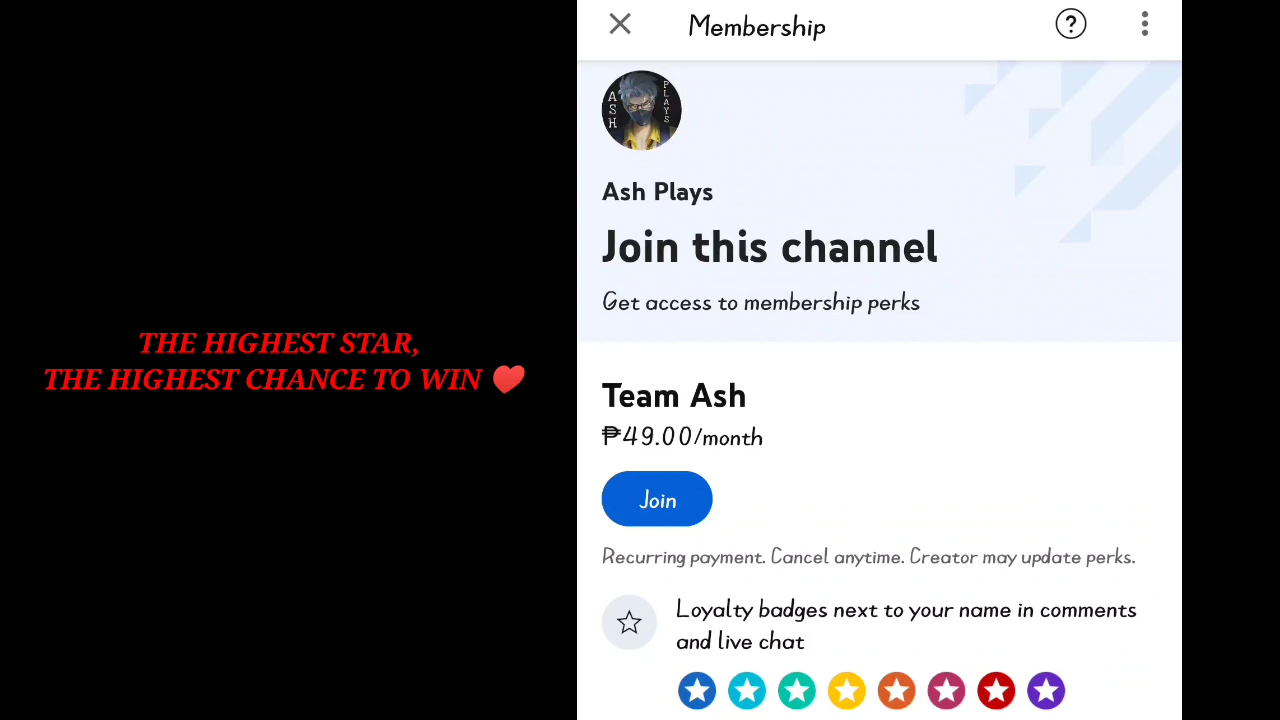 THE HIGHEST STAR,
THE HIGHEST CHANCE TO WIN ❤️
Membership
ASH PLAYS
Ash Plays
Join this channel
Get access to membership perks
Team Ash
₱49.00/month
Join
Recurring payment. Cancel anytime. Creator may update perks.
Loyalty badges next to your name in comments
and live chat